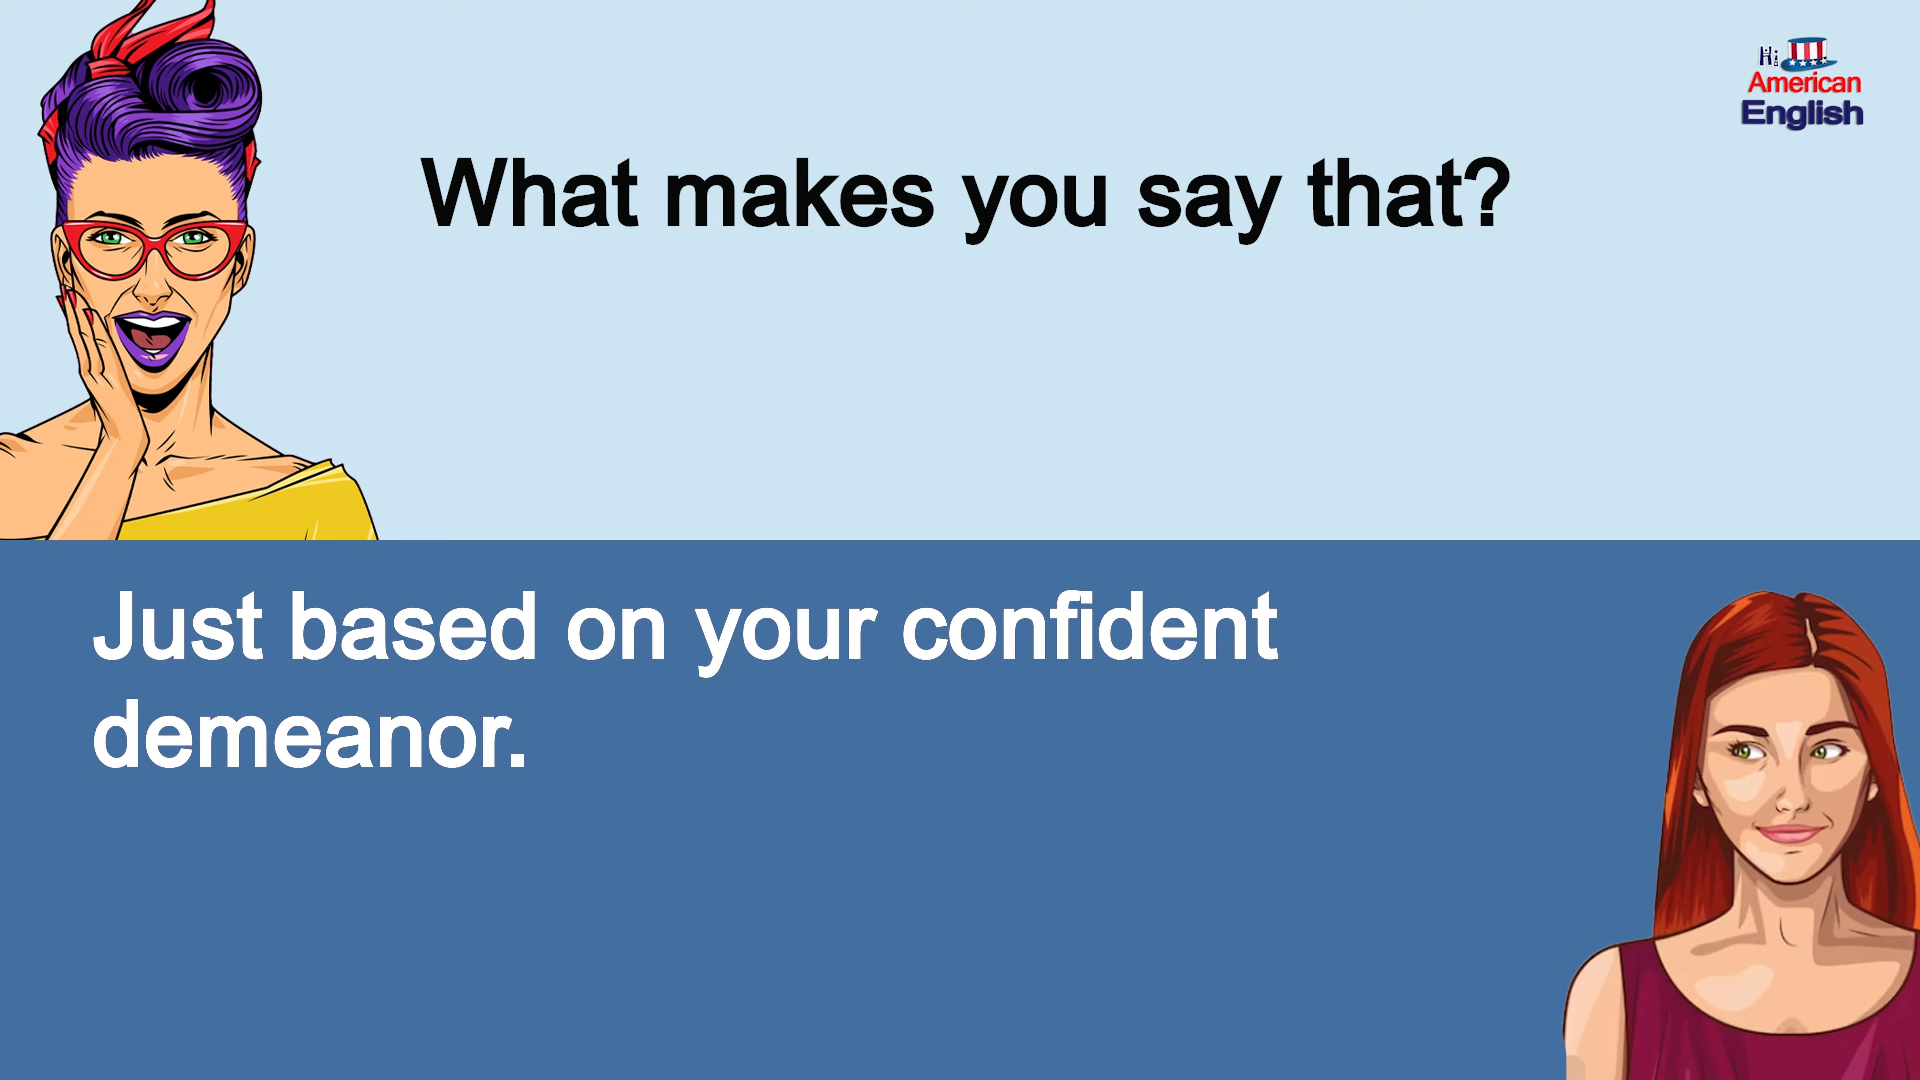 Hi
American
English
What makes you say that?
Just based on your confident
demeanor.